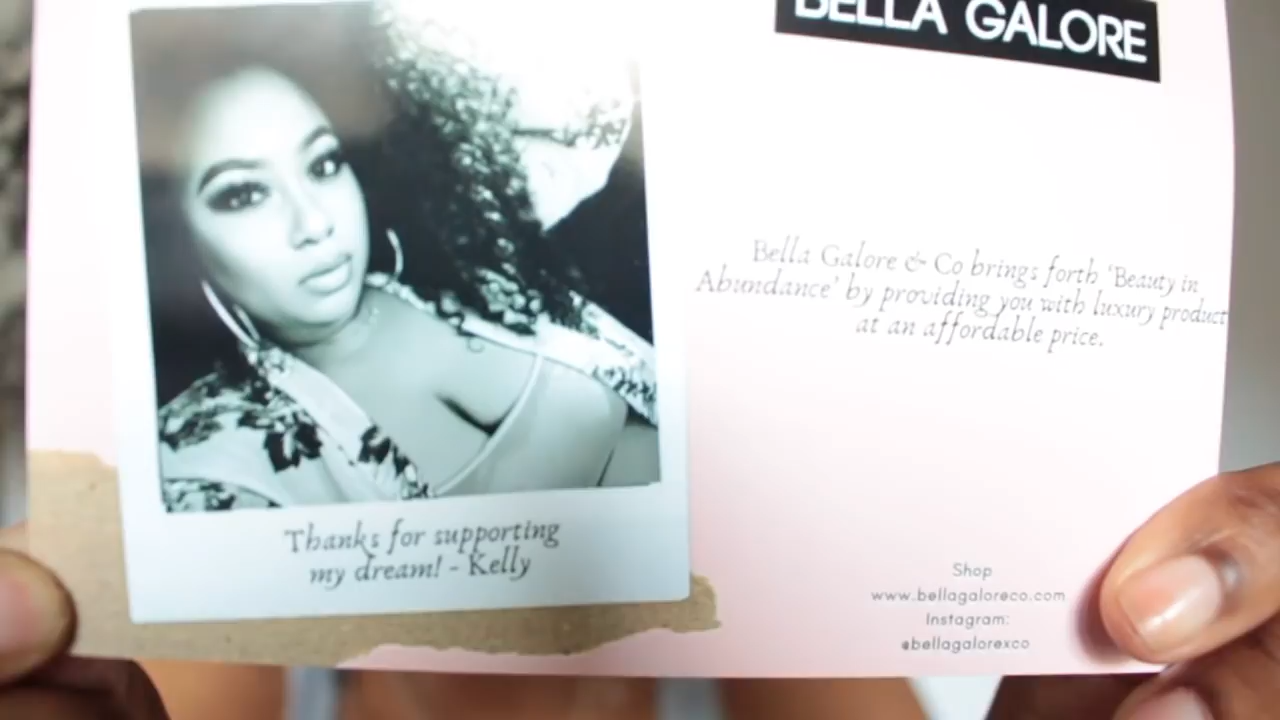 BELLA GALORE
Bella Galore & Co brings forth 'Beauty in
Abundance' by providing you with luxury product
at an affordable price.
Thanks for supporting
my dream! - Kelly
Shop
www.bellagaloreco.com
Instagram:
@bellagalorexco